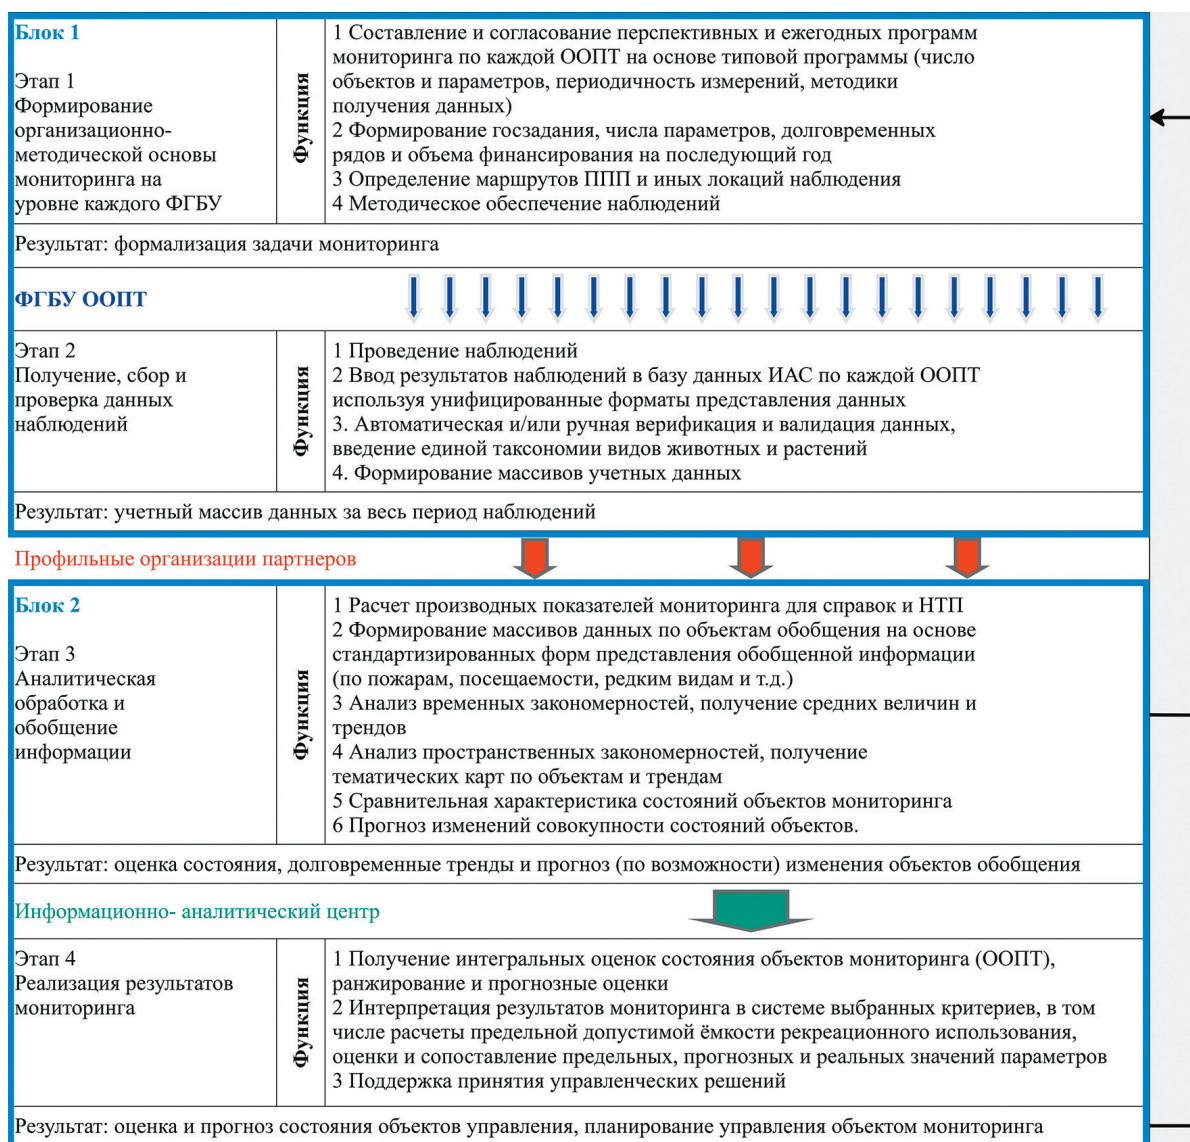 Блок 1
Этап 1
Формирование
организационно-
методической основы
мониторинга на
уровне каждого ФГБУ
Функция
1 Составление и согласование перспективных и ежегодных программ
мониторинга по каждой ООПТ на основе типовой программы (число
объектов и параметров, периодичность измерений, методики
получения данных)
2 Формирование госзадания, числа параметров, долговременных
рядов и объема финансирования на последующий год
3 Определение маршрутов ППП и иных локаций наблюдения
4 Методическое обеспечение наблюдений
Результат: формализация задачи мониторинга
ФГБУ ООПТ
Этап 2
Получение, сбор и
проверка данных
наблюдений
Функция
1 Проведение наблюдений
2 Ввод результатов наблюдений в базу данных ИАС по каждой ООПТ
используя унифицированные форматы представления данных
3. Автоматическая и/или ручная верификация и валидация данных,
введение единой таксономии видов животных и растений
4. Формирование массивов учетных данных
Результат: учетный массив данных за весь период наблюдений
Профильные организации партнеров
Блок 2
Этап 3
Аналитическая
обработка и
обобщение
информации
Функция
1 Расчет производных показателей мониторинга для справок и НТП
2 Формирование массивов данных по объектам обобщения на основе
стандартизированных форм представления обобщенной информации
(по пожарам, посещаемости, редким видам и т.д.)
3 Анализ временных закономерностей, получение средних величин и
трендов
4 Анализ пространственных закономерностей, получение
тематических карт по объектам и трендам
5 Сравнительная характеристика состояний объектов мониторинга
6 Прогноз изменений совокупности состояний объектов.
Результат: оценка состояния, долговременные тренды и прогноз (по возможности) изменения объектов обобщения
Информационно- аналитический центр
Этап 4
Реализация результатов
мониторинга
Функция
1 Получение интегральных оценок состояния объектов мониторинга (ООПТ),
ранжирование и прогнозные оценки
2 Интерпретация результатов мониторинга в системе выбранных критериев, в том
числе расчеты предельной допустимой ёмкости рекреационного использования,
оценки и сопоставление предельных, прогнозных и реальных значений параметров
3 Поддержка принятия управленческих решений
Результат: оценка и прогноз состояния объектов управления, планирование управления объектом мониторинга